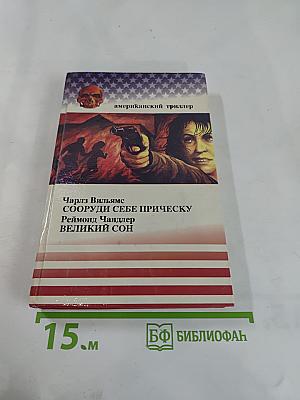 американский триллер
Чарлз Вильямс
СООРУДИ СЕБЕ ПРИЧЕСКУ
Реймонд Чандлер
ВЕЛИКИЙ СОН
15.м
БФ БИБЛИОФАН